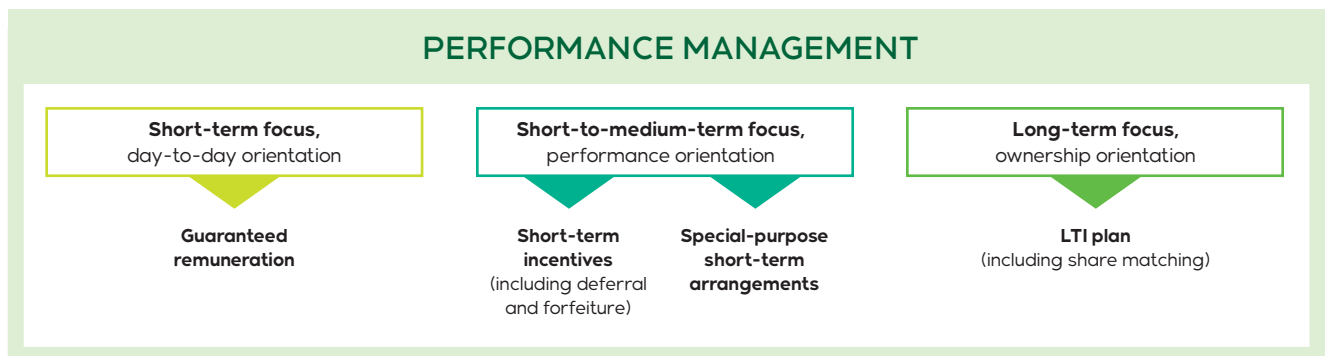 PERFORMANCE MANAGEMENT
Short-term focus,
day-to-day orientation
Guaranteed
remuneration
Short-to-medium-term focus,
performance orientation
Short-term
incentives
(including deferral
and forfeiture)
Special-purpose
short-term
arrangements
Long-term focus,
ownership orientation
LTI plan
(including share matching)